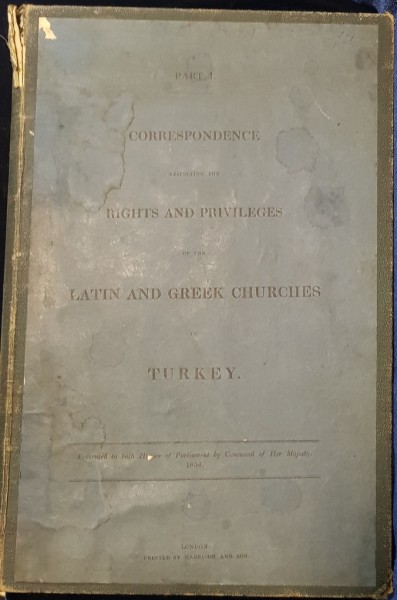 PART I.
CORRESPONDENCE
RESPECTING THE
RIGHTS AND PRIVILEGES
OF THE
LATIN AND GREEK CHURCHES
IN
TURKEY.
Presented to both Houses of Parliament by Command of Her Majesty.
LONDON
PRINTED BY HARRISON AND SON.